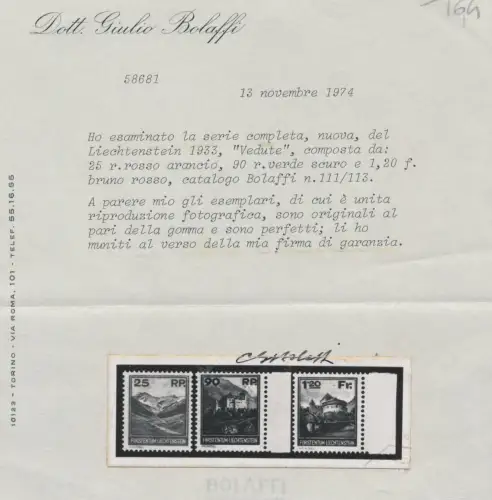 164
Dott. Giulio Bolaffi
58681
13 novembre 1974
Ho esaminato la serie completa, nuova, del
Liechtenstein 1933, "Vedute", composta da:
25 r.rosso arancio, 90 r.verde scuro e 1,20 f.
bruno rosso, catalogo Bolaffi n.111/113.
A parere mio gli esemplari, di cui è unita
riproduzione fotografica, sono originali al
pari della gomma e sono perfetti; li ho
muniti al verso della mia firma di garanzia.
10123 - TORINO - VIA ROMA, 101 - TELEF. 55.16.55
25 RP
FÜRSTENTUM LIECHTENSTEIN
90 RP
FÜRSTENTUM LIECHTENSTEIN
1.20 Fr.
FÜRSTENTUM LIECHTENSTEIN
BOLAFFI